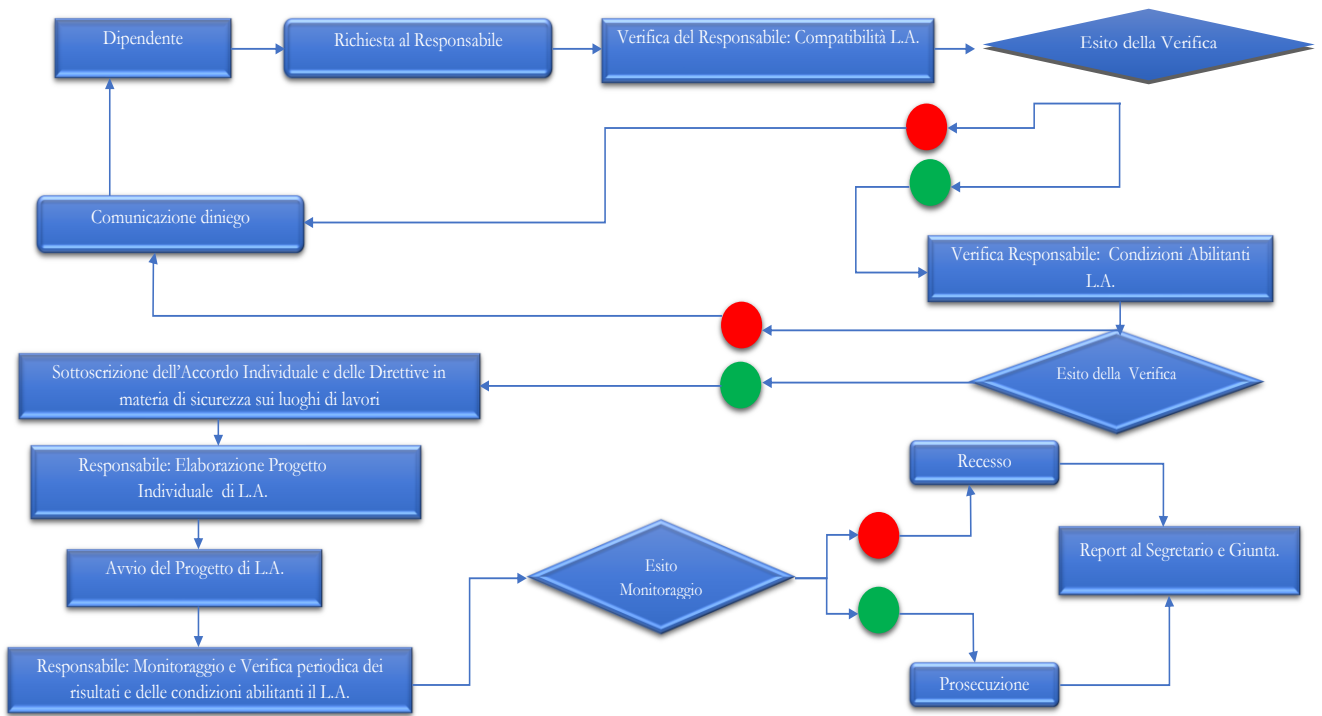 Dipendente
Richiesta al Responsabile
Verifica del Responsabile: Compatibilità L.A.
Esito della Verifica
Comunicazione diniego
Verifica Responsabile: Condizioni Abilitanti
L.A.
Esito della Verifica
Sottoscrizione dell'Accordo Individuale e delle Direttive in
materia di sicurezza sui luoghi di lavori
Responsabile: Elaborazione Progetto
Individuale di L.A.
Avvio del Progetto di L.A.
Responsabile: Monitoraggio e Verifica periodica dei
risultati e delle condizioni abilitanti il L.A.
Esito
Monitoraggio
Recesso
Prosecuzione
Report al Segretario e Giunta.